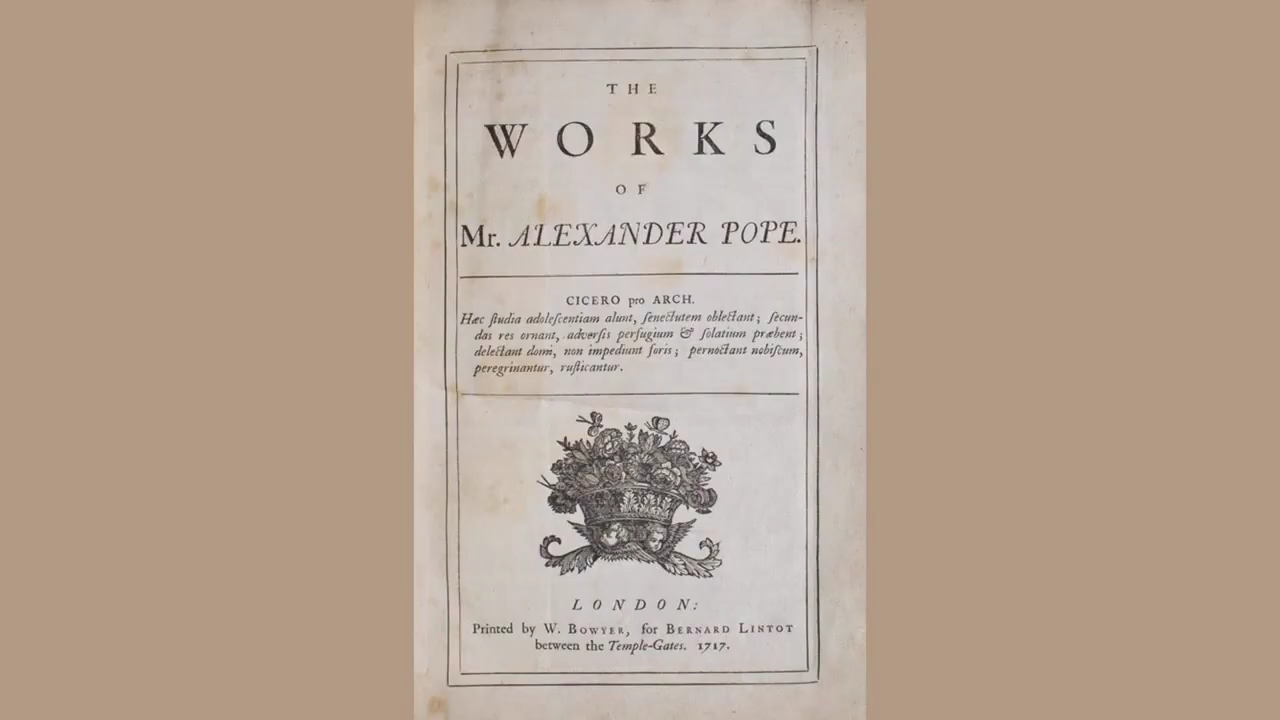 THE
WORKS
OF
Mr. ALEXANDER POPE.
CICERO pro ARCH.
Hæc ſtudia adoleſcentiam alunt, ſenectutem oblectant; ſecun-
das res ornant, adverſis perfugium & ſolatium præbent;
delectant domi, non impediunt foris; pernoctant nobiſcum,
peregrinantur, ruſticantur.
LONDON:
Printed by W. BOWYER, for BERNARD LINTOT
between the Temple-Gates. 1717.